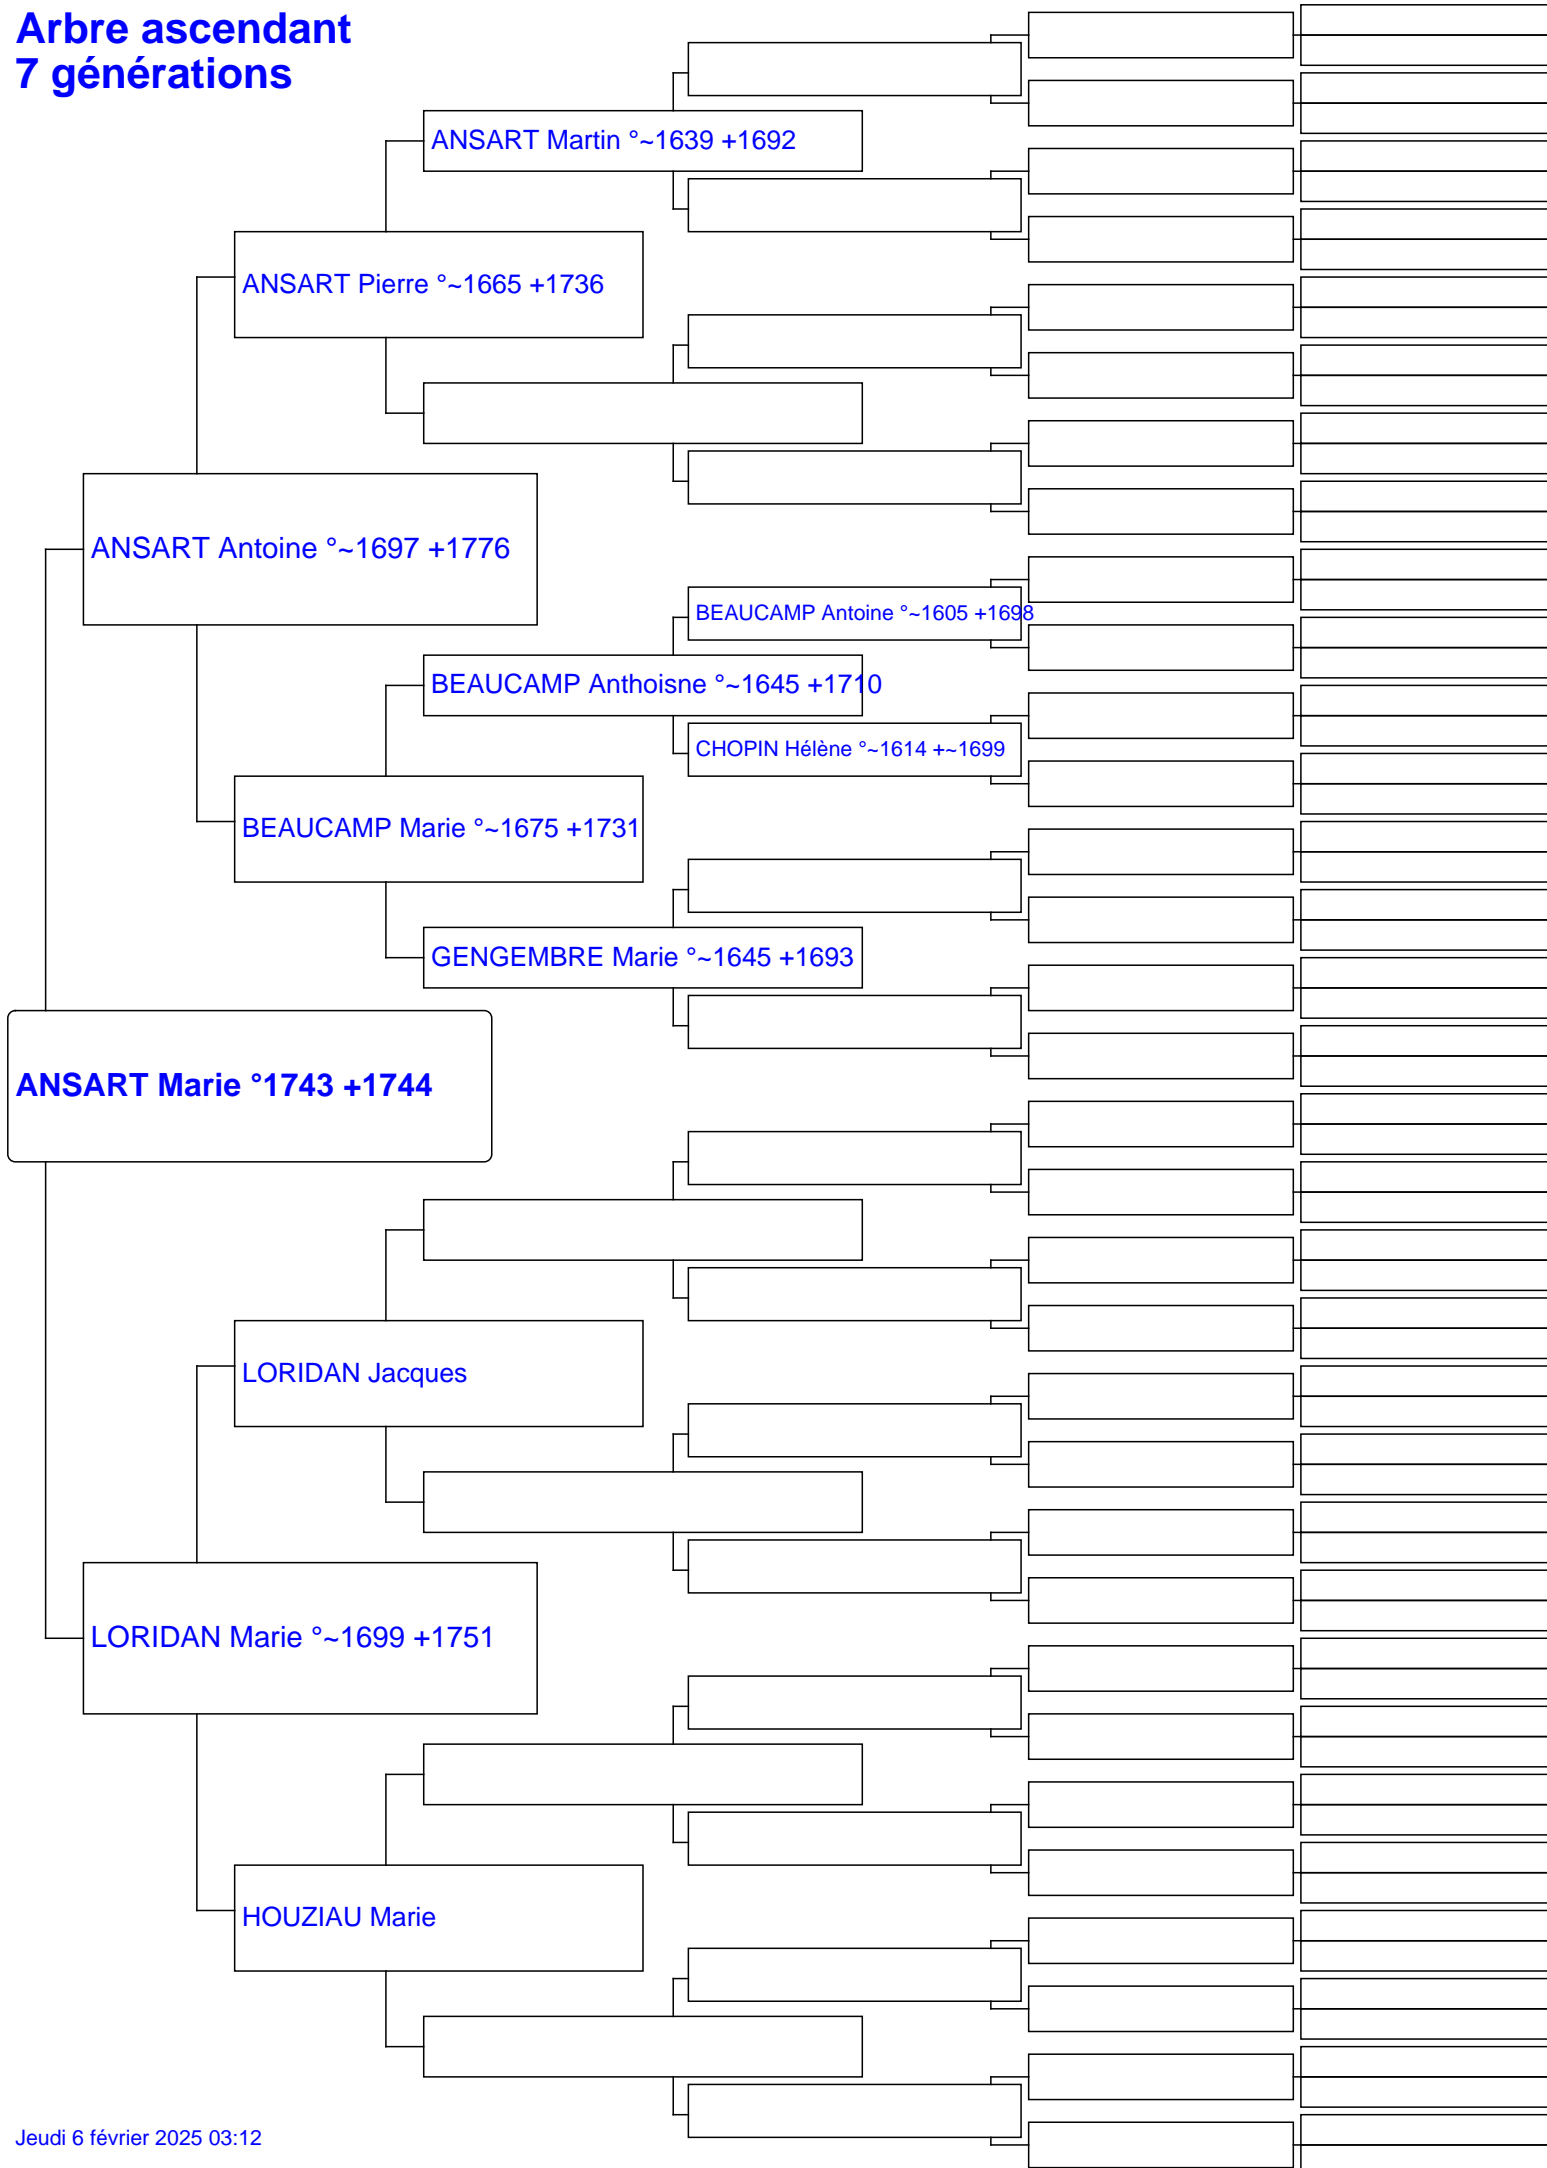 Arbre ascendant
7 générations
ANSART Martin °~1639 +1692
ANSART Pierre °~1665 +1736
ANSART Antoine °~1697 +1776
BEAUCAMP Antoine °~1605 +1698
BEAUCAMP Anthoisne °~1645 +1710
CHOPIN Hélène °~1614 +~1699
BEAUCAMP Marie °~1675 +1731
GENGEMBRE Marie °~1645 +1693
ANSART Marie °1743 +1744
LORIDAN Jacques
LORIDAN Marie °~1699 +1751
HOUZIAU Marie
Jeudi 6 février 2025 03:12